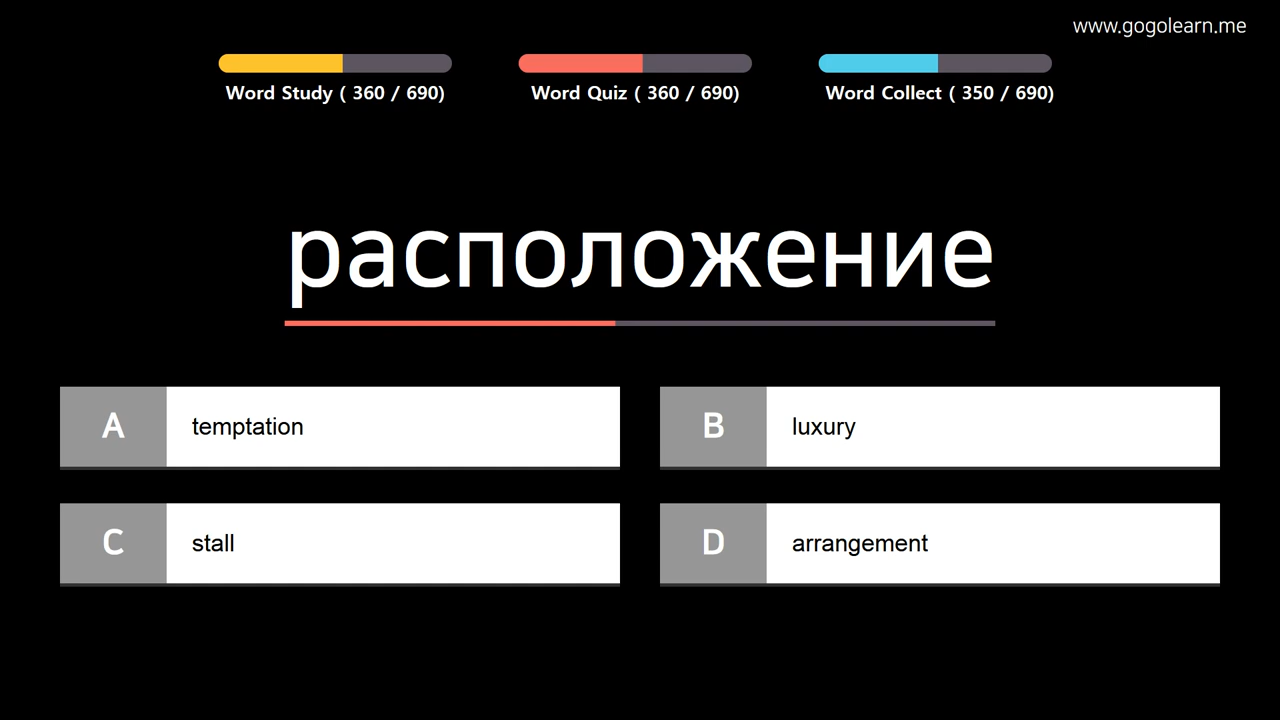 www.gogolearn.me
Word Study ( 360 / 690)
Word Quiz ( 360 / 690)
Word Collect ( 350 / 690)
расположение
A temptation
B luxury
C stall
D arrangement